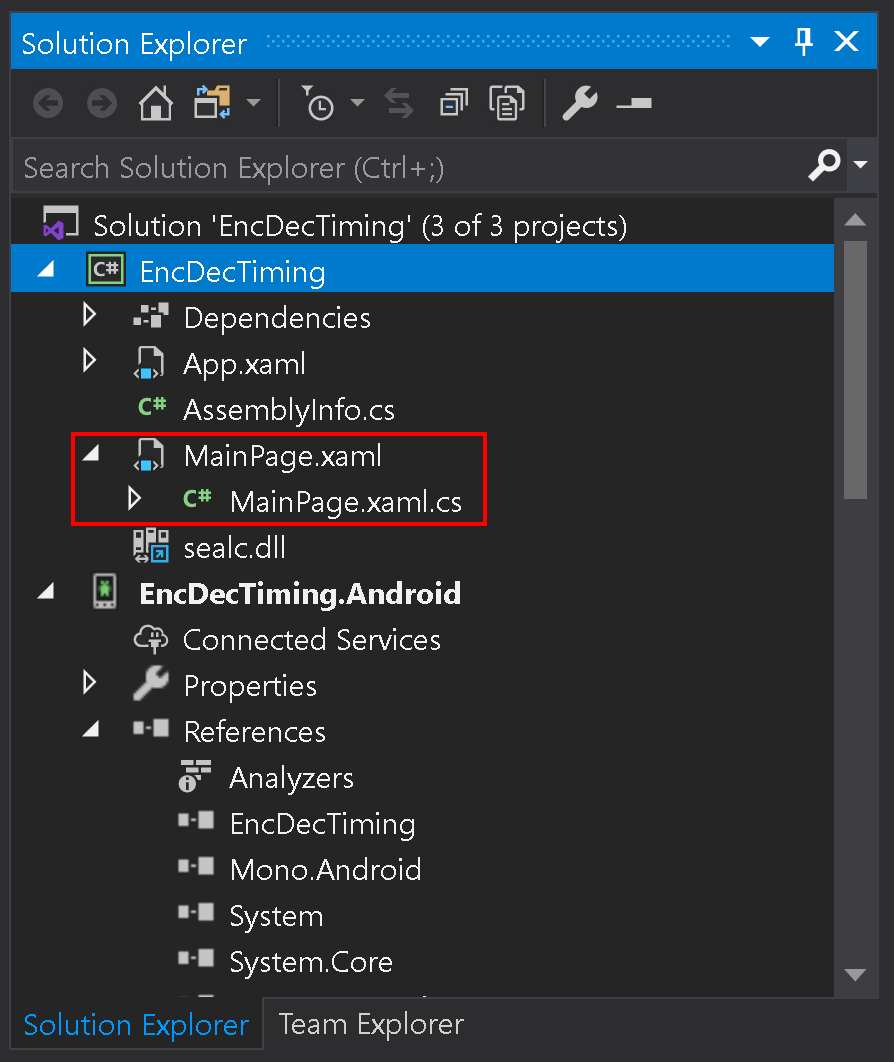 Solution Explorer
Search Solution Explorer (Ctrl+;)
Solution 'EncDecTiming' (3 of 3 projects)
C# EncDecTiming
Dependencies
App.xaml
C# AssemblyInfo.cs
MainPage.xaml
C# MainPage.xaml.cs
sealc.dll
EncDecTiming.Android
Connected Services
Properties
References
Analyzers
EncDecTiming
Mono.Android
System
System.Core
Solution Explorer Team Explorer